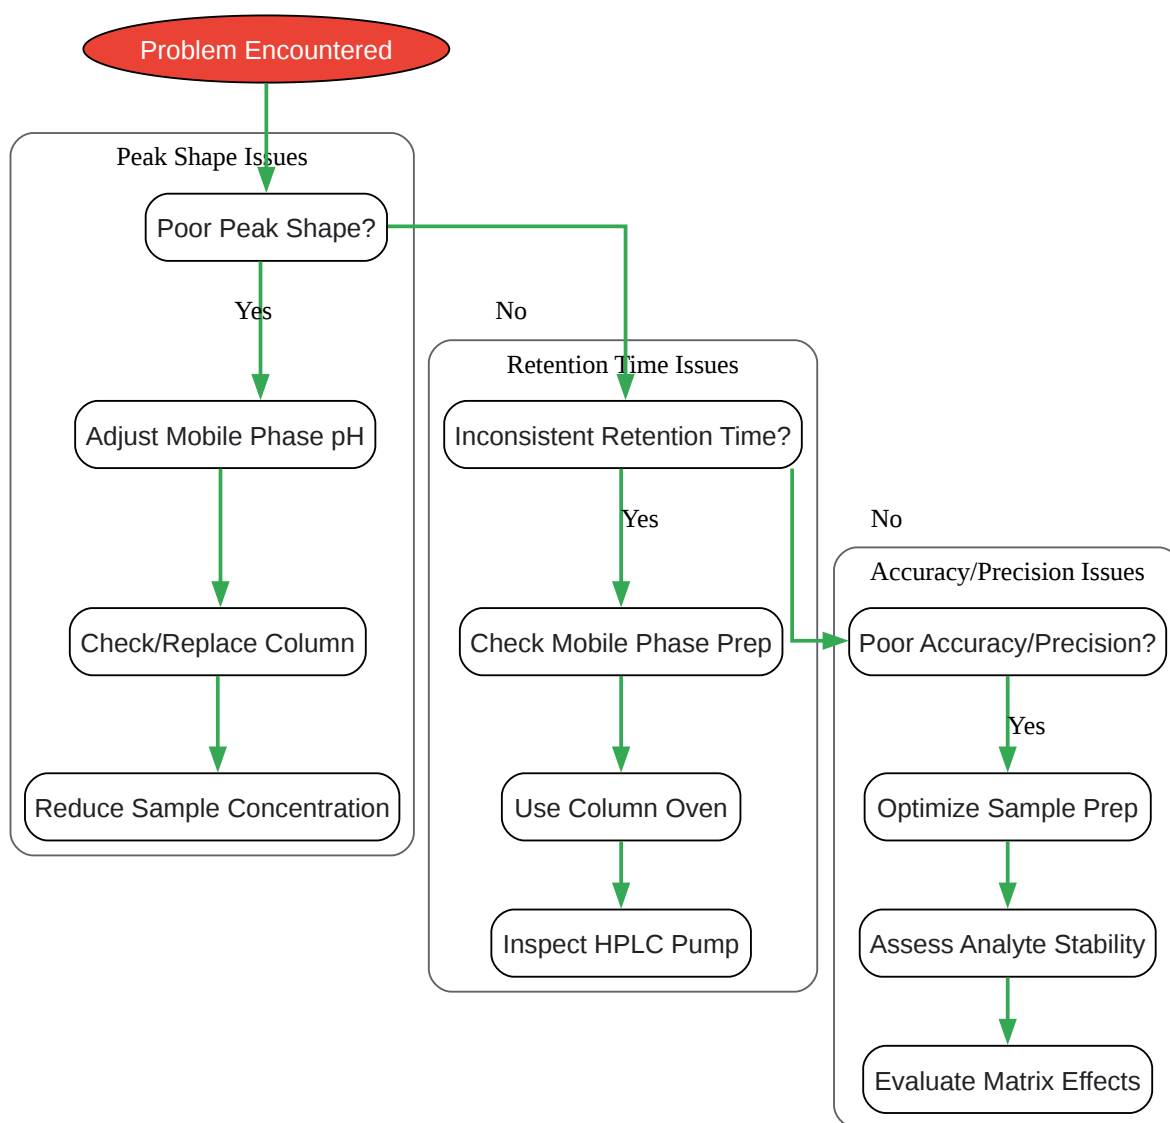 Problem Encountered
Peak Shape Issues
Poor Peak Shape?
Yes
No
Retention Time Issues
Adjust Mobile Phase pH
Inconsistent Retention Time?
Yes
No
Accuracy/Precision Issues
Check/Replace Column
Check Mobile Phase Prep
Poor Accuracy/Precision?
Yes
Reduce Sample Concentration
Use Column Oven
Optimize Sample Prep
Inspect HPLC Pump
Assess Analyte Stability
Evaluate Matrix Effects